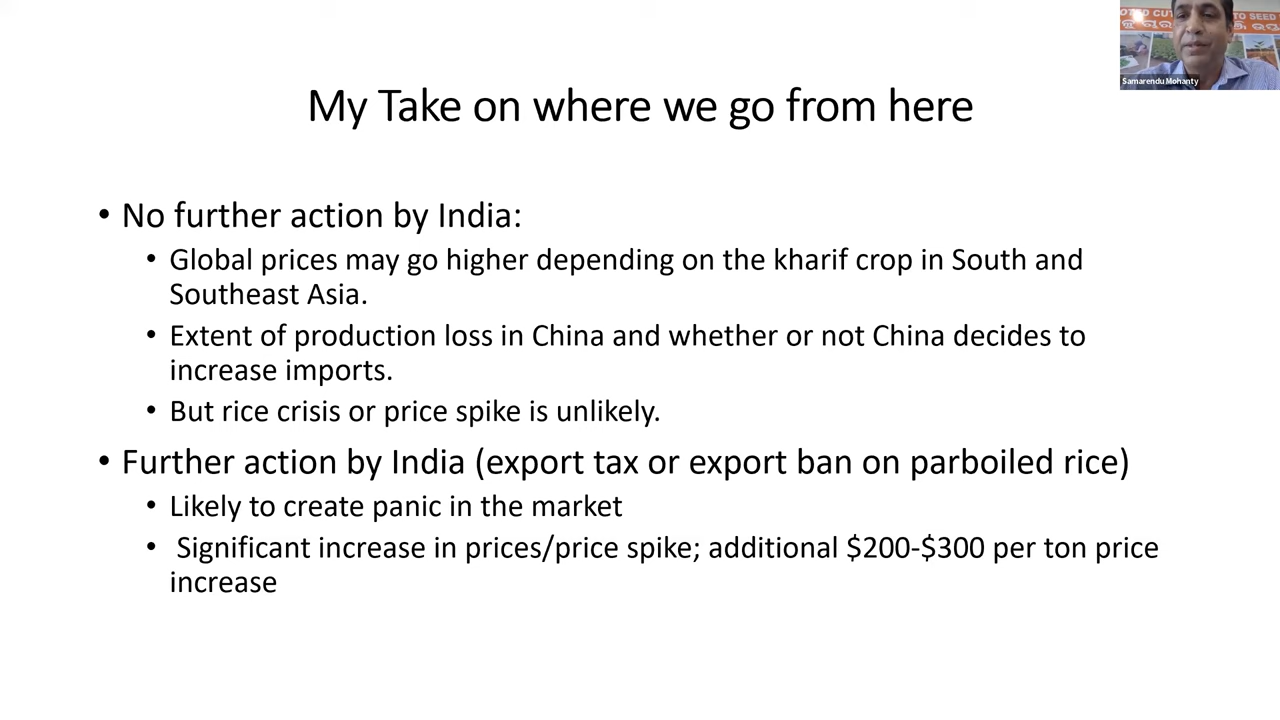 OTED CU
TO SEED
Samarendu Mohanty
My Take on where we go from here
• No further action by India:
• Global prices may go higher depending on the kharif crop in South and
Southeast Asia.
• Extent of production loss in China and whether or not China decides to
increase imports.
• But rice crisis or price spike is unlikely.
• Further action by India (export tax or export ban on parboiled rice)
• Likely to create panic in the market
• Significant increase in prices/price spike; additional $200-$300 per ton price
increase